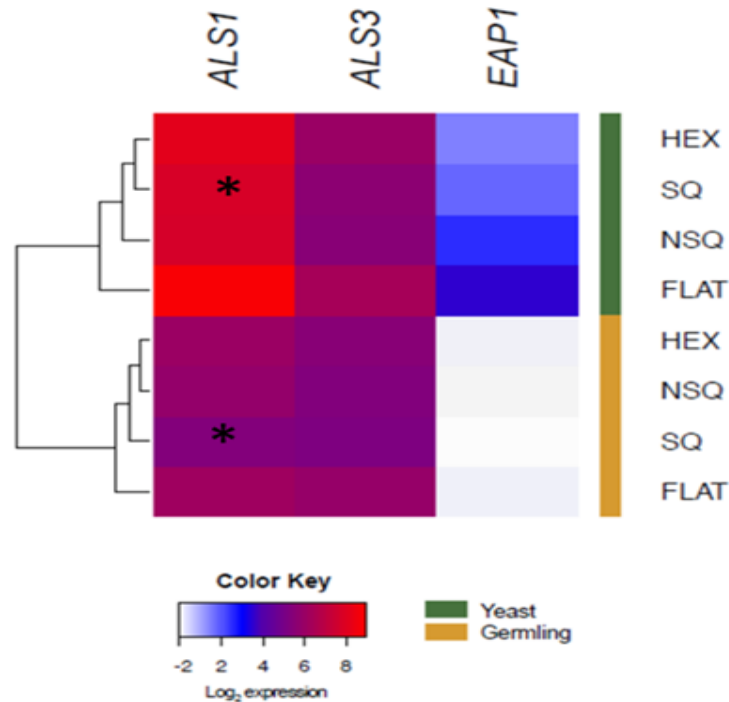 ALS1 ALS3 EAP1
HEX
* SQ
NSQ
FLAT
HEX
NSQ
* SQ
FLAT
Color Key
-2 2 4 6 8
Log₂ expression
Yeast
Germling